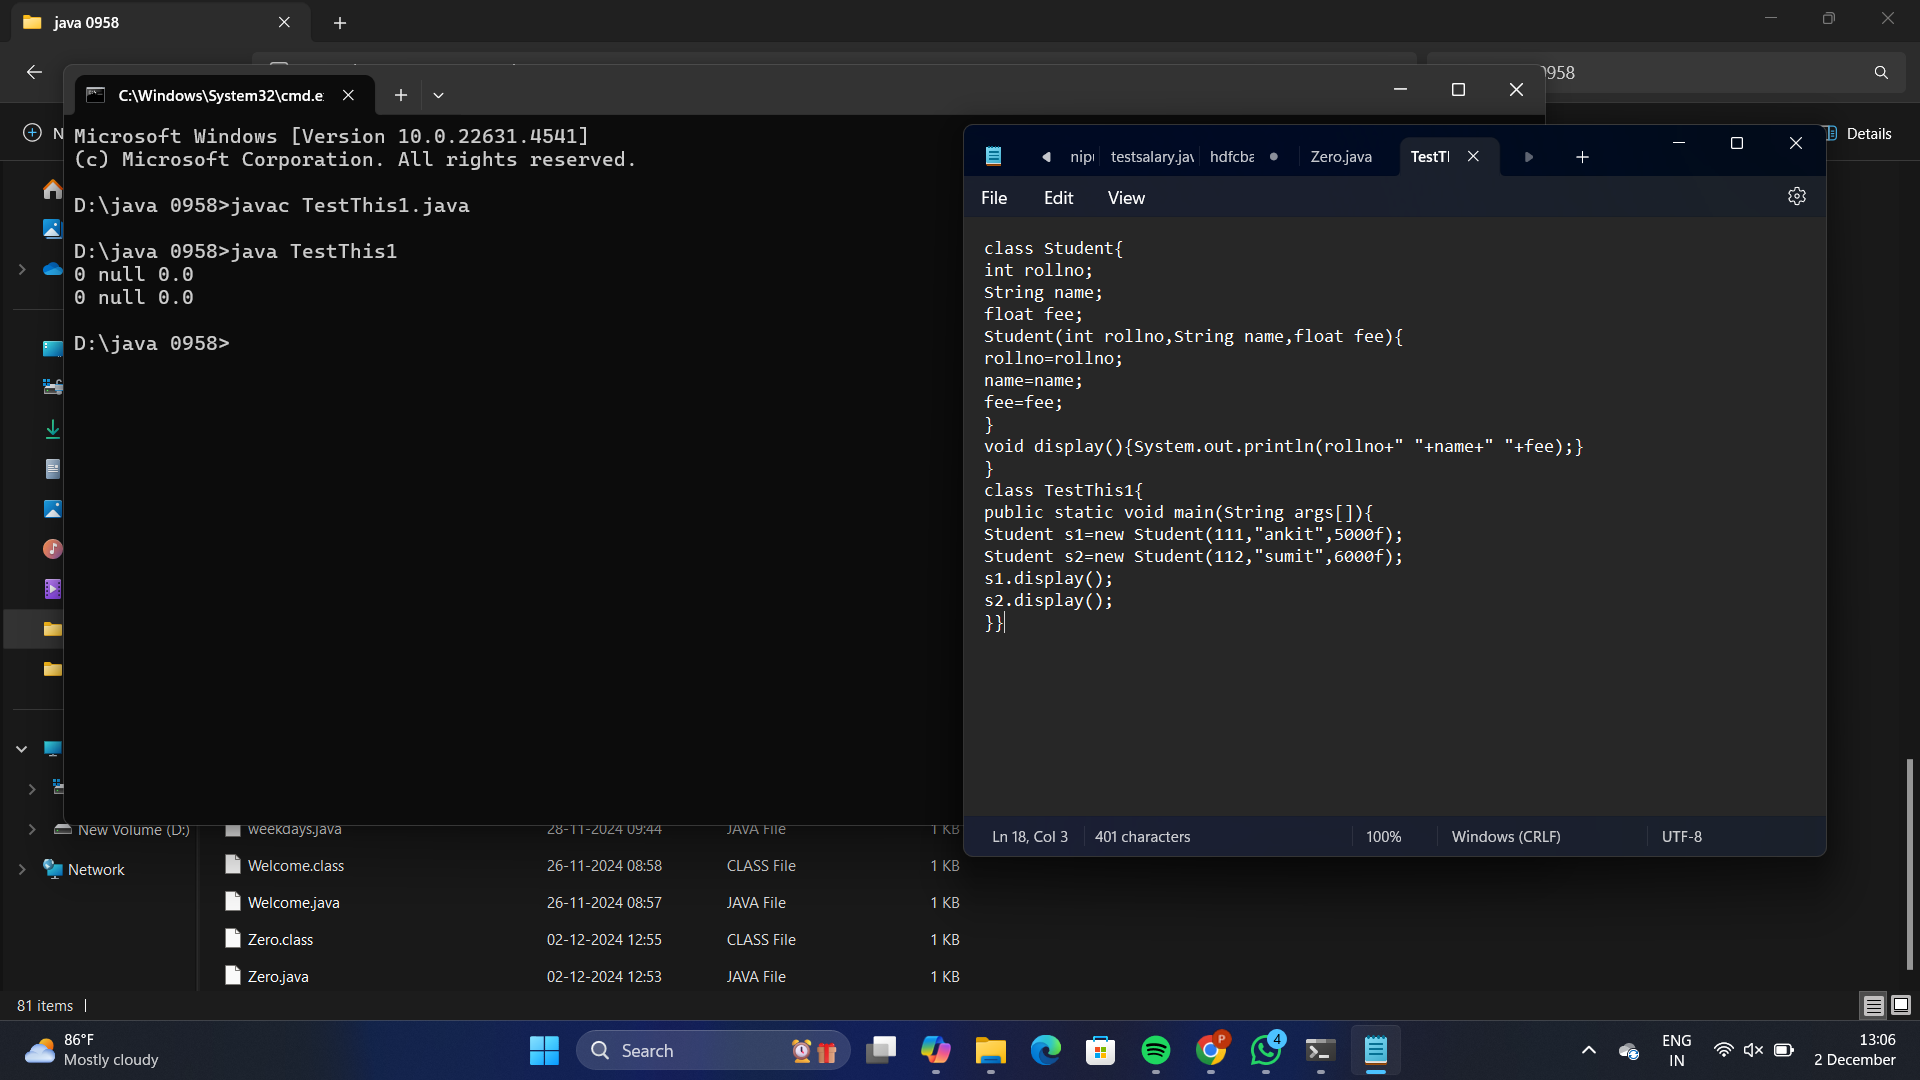 java 0958
C:\Windows\System32\cmd.e
0958
N
Details
Microsoft Windows [Version 10.0.22631.4541]
(c) Microsoft Corporation. All rights reserved.
D:\java 0958>javac TestThis1.java
D:\java 0958>java TestThis1
0 null 0.0
0 null 0.0
D:\java 0958>
testsalary.jav hdfcba Zero.java TestTl
File Edit View
class Student{
int rollno;
String name;
float fee;
Student(int rollno,String name,float fee){
rollno=rollno;
name=name;
fee=fee;
}
void display(){System.out.println(rollno+" "+name+" "+fee);}
}
class TestThis1{
public static void main(String args[]){
Student s1=new Student(111,"ankit",5000f);
Student s2=new Student(112,"sumit",6000f);
s1.display();
s2.display();
}}
Ln 18, Col 3 401 characters 100% Windows (CRLF) UTF-8
New Volume (D:)
Network
weekdays.java 28-11-2024 09:44 JAVA File 1 KB
Welcome.class 26-11-2024 08:58 CLASS File 1 KB
Welcome.java 26-11-2024 08:57 JAVA File 1 KB
Zero.class 02-12-2024 12:55 CLASS File 1 KB
Zero.java 02-12-2024 12:53 JAVA File 1 KB
81 items
86°F
Mostly cloudy
Search
P
4
ENG
IN
13:06
2 December